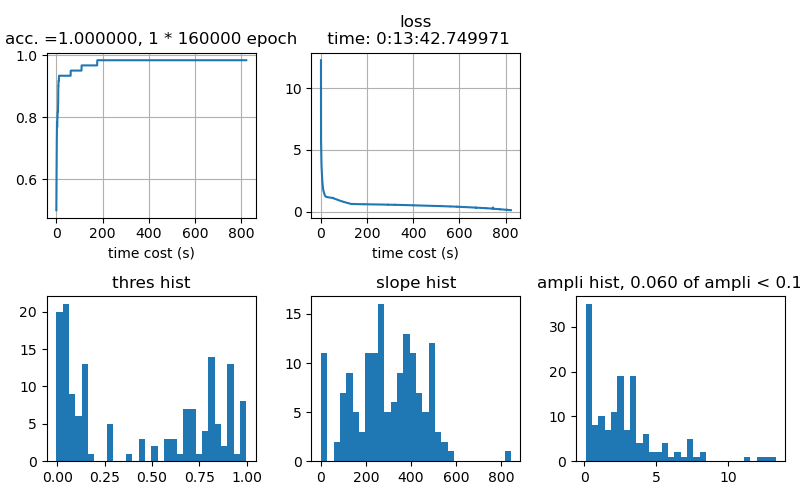 loss
acc. =1.000000, 1 * 160000 epoch
time: 0:13:42.749971
1.0
0.8
0.6
0 200 400 600 800
time cost (s)
10
5
0
0 200 400 600 800
time cost (s)
thres hist
20
15
10
5
0
0.00 0.25 0.50 0.75 1.00
slope hist
15
10
5
0
0 200 400 600 800
ampli hist, 0.060 of ampli < 0.1
30
20
10
0
0 5 10